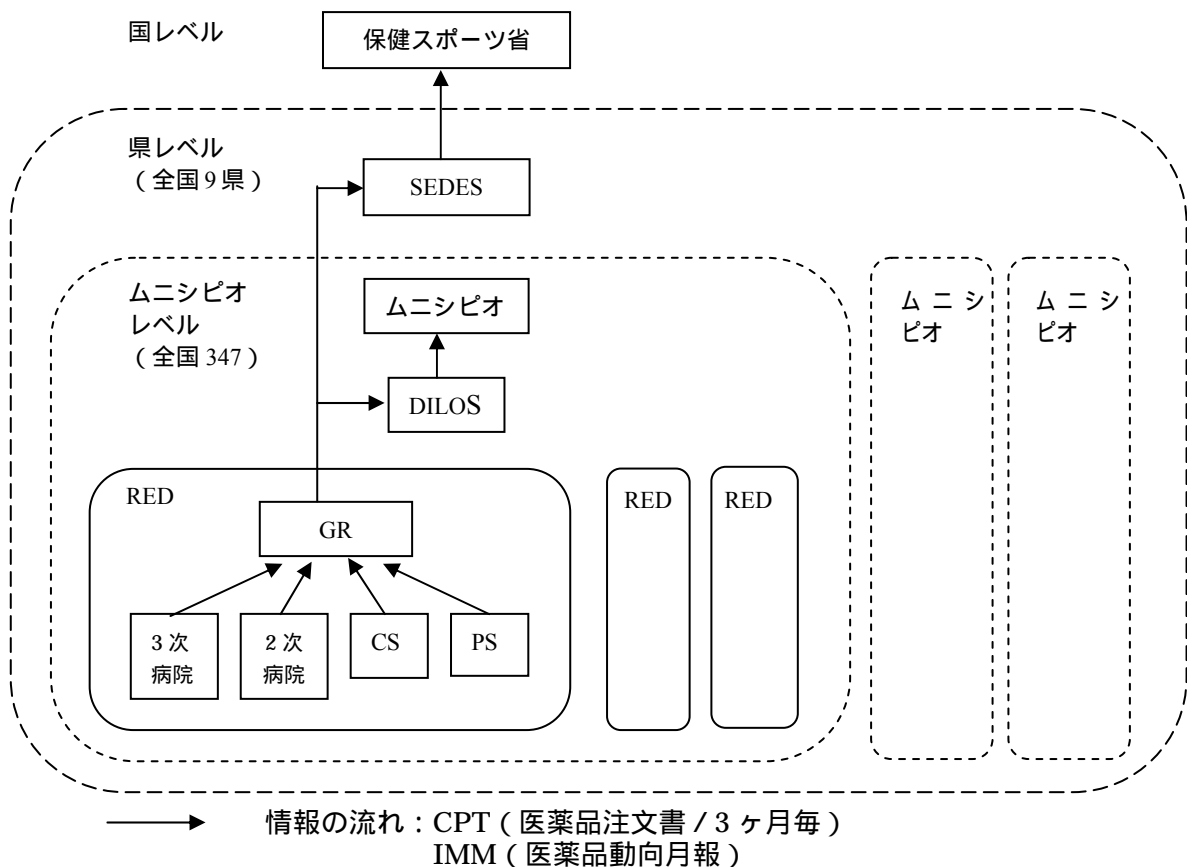 国レベル
保健スポーツ省
県レベル
（全国9県）
SEDES
ムニシピオ
レベル
（全国 347）
ムニシピオ
DILOS
ム ニ シ
ピオ
ムニシ
ピオ
RED
GR
3 次
病院
2 次
病院
CS
PS
RED
RED
情報の流れ：CPT（医薬品注文書 / 3 ヶ月毎）
IMM（医薬品動向月報）